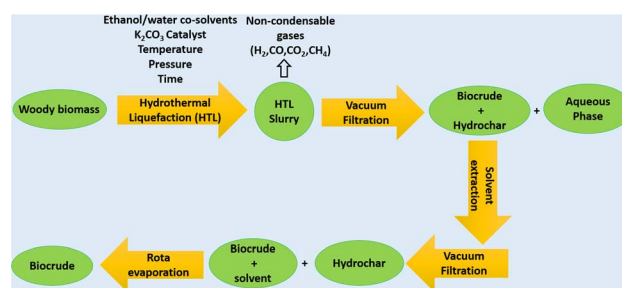 Ethanol/water co-solvents
K₂CO₃ Catalyst
Temperature
Pressure
Time
Non-condensable
gases
(H₂,CO,CO₂,CH₄)
Woody biomass
Hydrothermal
Liquefaction (HTL)
HTL
Slurry
Vacuum
Filtration
Biocrude
+
Hydrochar
+
Aqueous
Phase
Solvent
extraction
Vacuum
Filtration
Hydrochar
+
Biocrude
+
solvent
Rota
evaporation
Biocrude